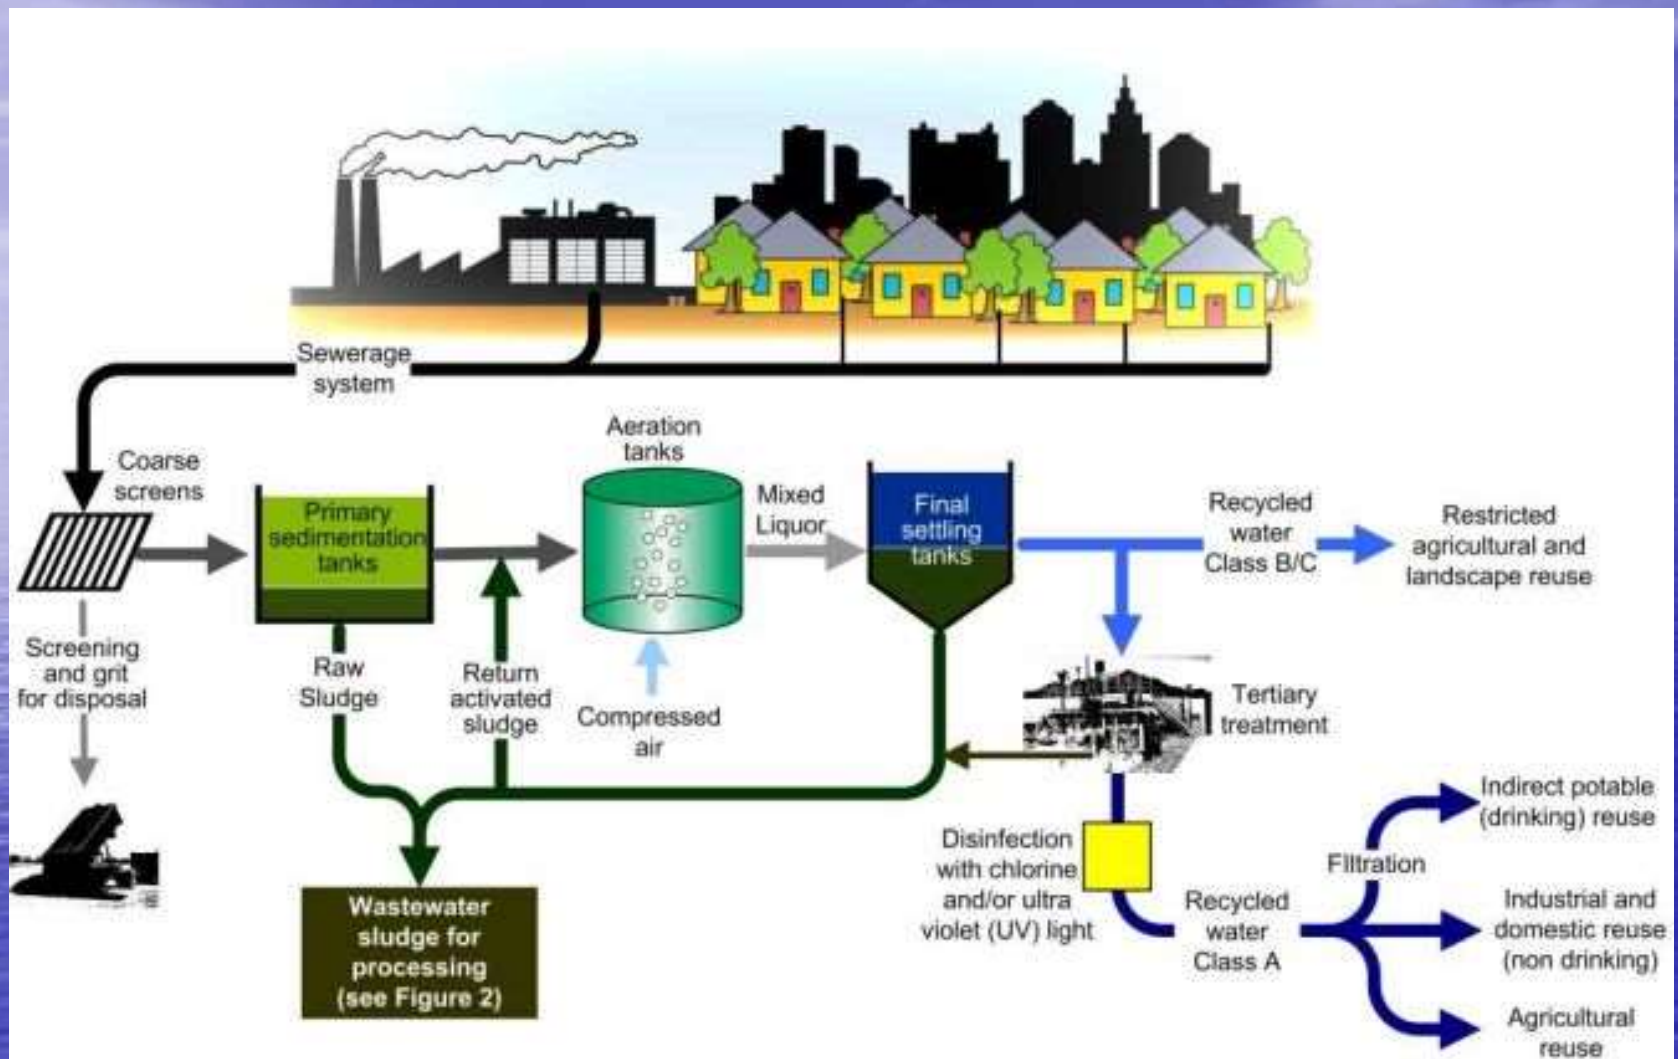 Sewerage
system
Coarse
screens
Screening
and grit
for disposal
Primary
sedimentation
tanks
Raw
Sludge
Return
activated
sludge
Aeration
tanks
Compressed
air
Mixed
Liquor
Final
settling
tanks
Recycled
water
Class B/C
Restricted
agricultural and
landscape reuse
Tertiary
treatment
Disinfection
with chlorine
and/or ultra
violet (UV) light
Recycled
water
Class A
FIltration
Indirect potable
(drinking) reuse
Industrial and
domestic reuse
(non drinking)
Agricultural
reuse
Wastewater
sludge for
processing
(see Figure 2)